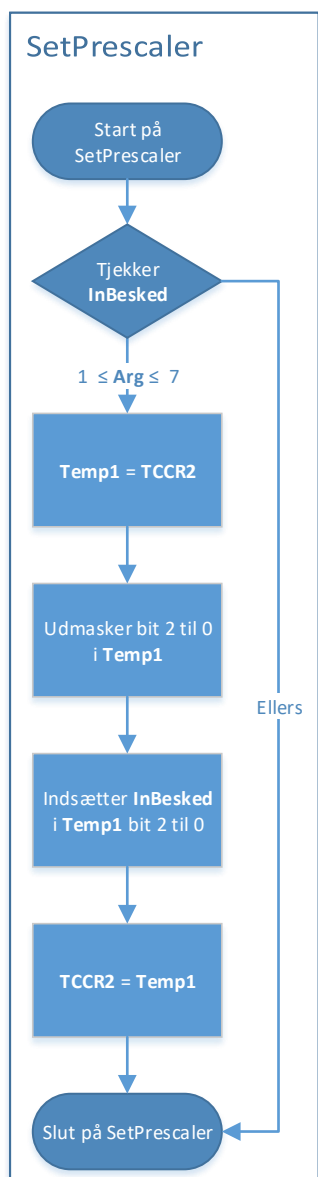 SetPrescaler
Start på
SetPrescaler
Tjekker
InBesked
1 ≤ Arg ≤ 7
Temp1 = TCCR2
Udmasker bit 2 til 0
i Temp1
Ellers
Indsætter InBesked
i Temp1 bit 2 til 0
TCCR2 = Temp1
Slut på SetPrescaler